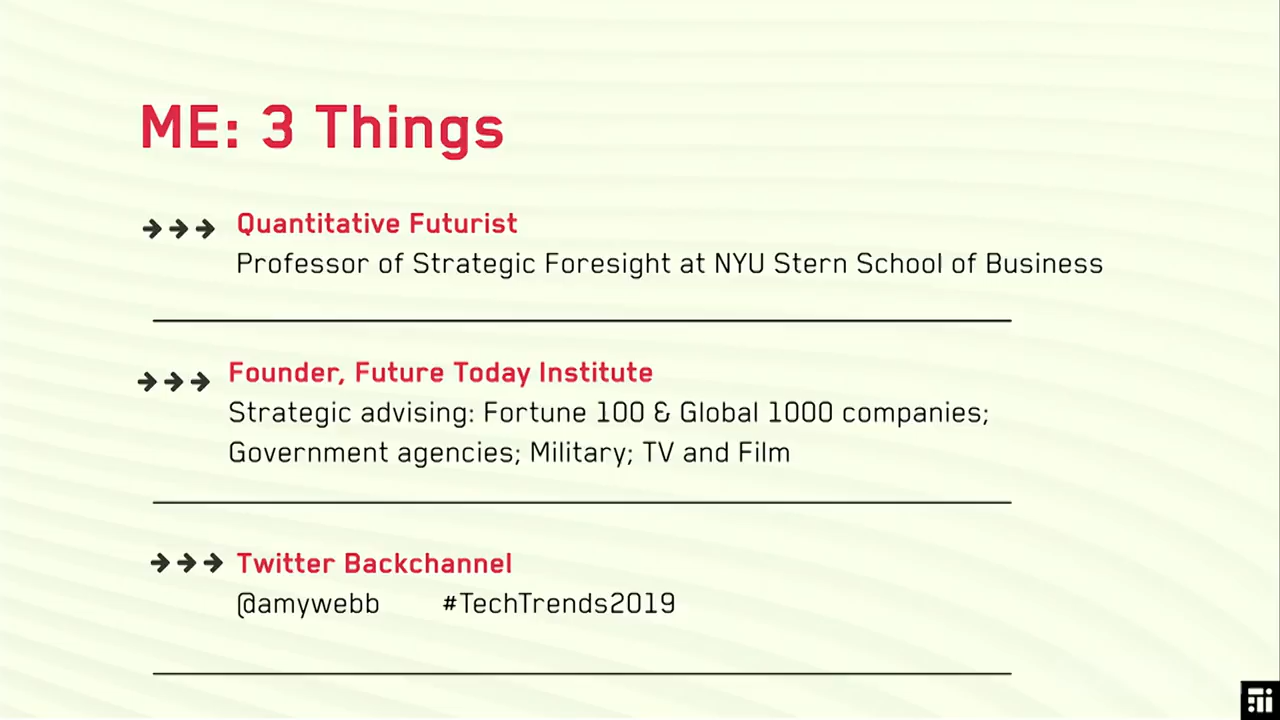 ME: 3 Things
Quantitative Futurist
Professor of Strategic Foresight at NYU Stern School of Business
Founder, Future Today Institute
Strategic advising: Fortune 100 & Global 1000 companies;
Government agencies; Military; TV and Film
Twitter Backchannel
@amywebb #TechTrends2019